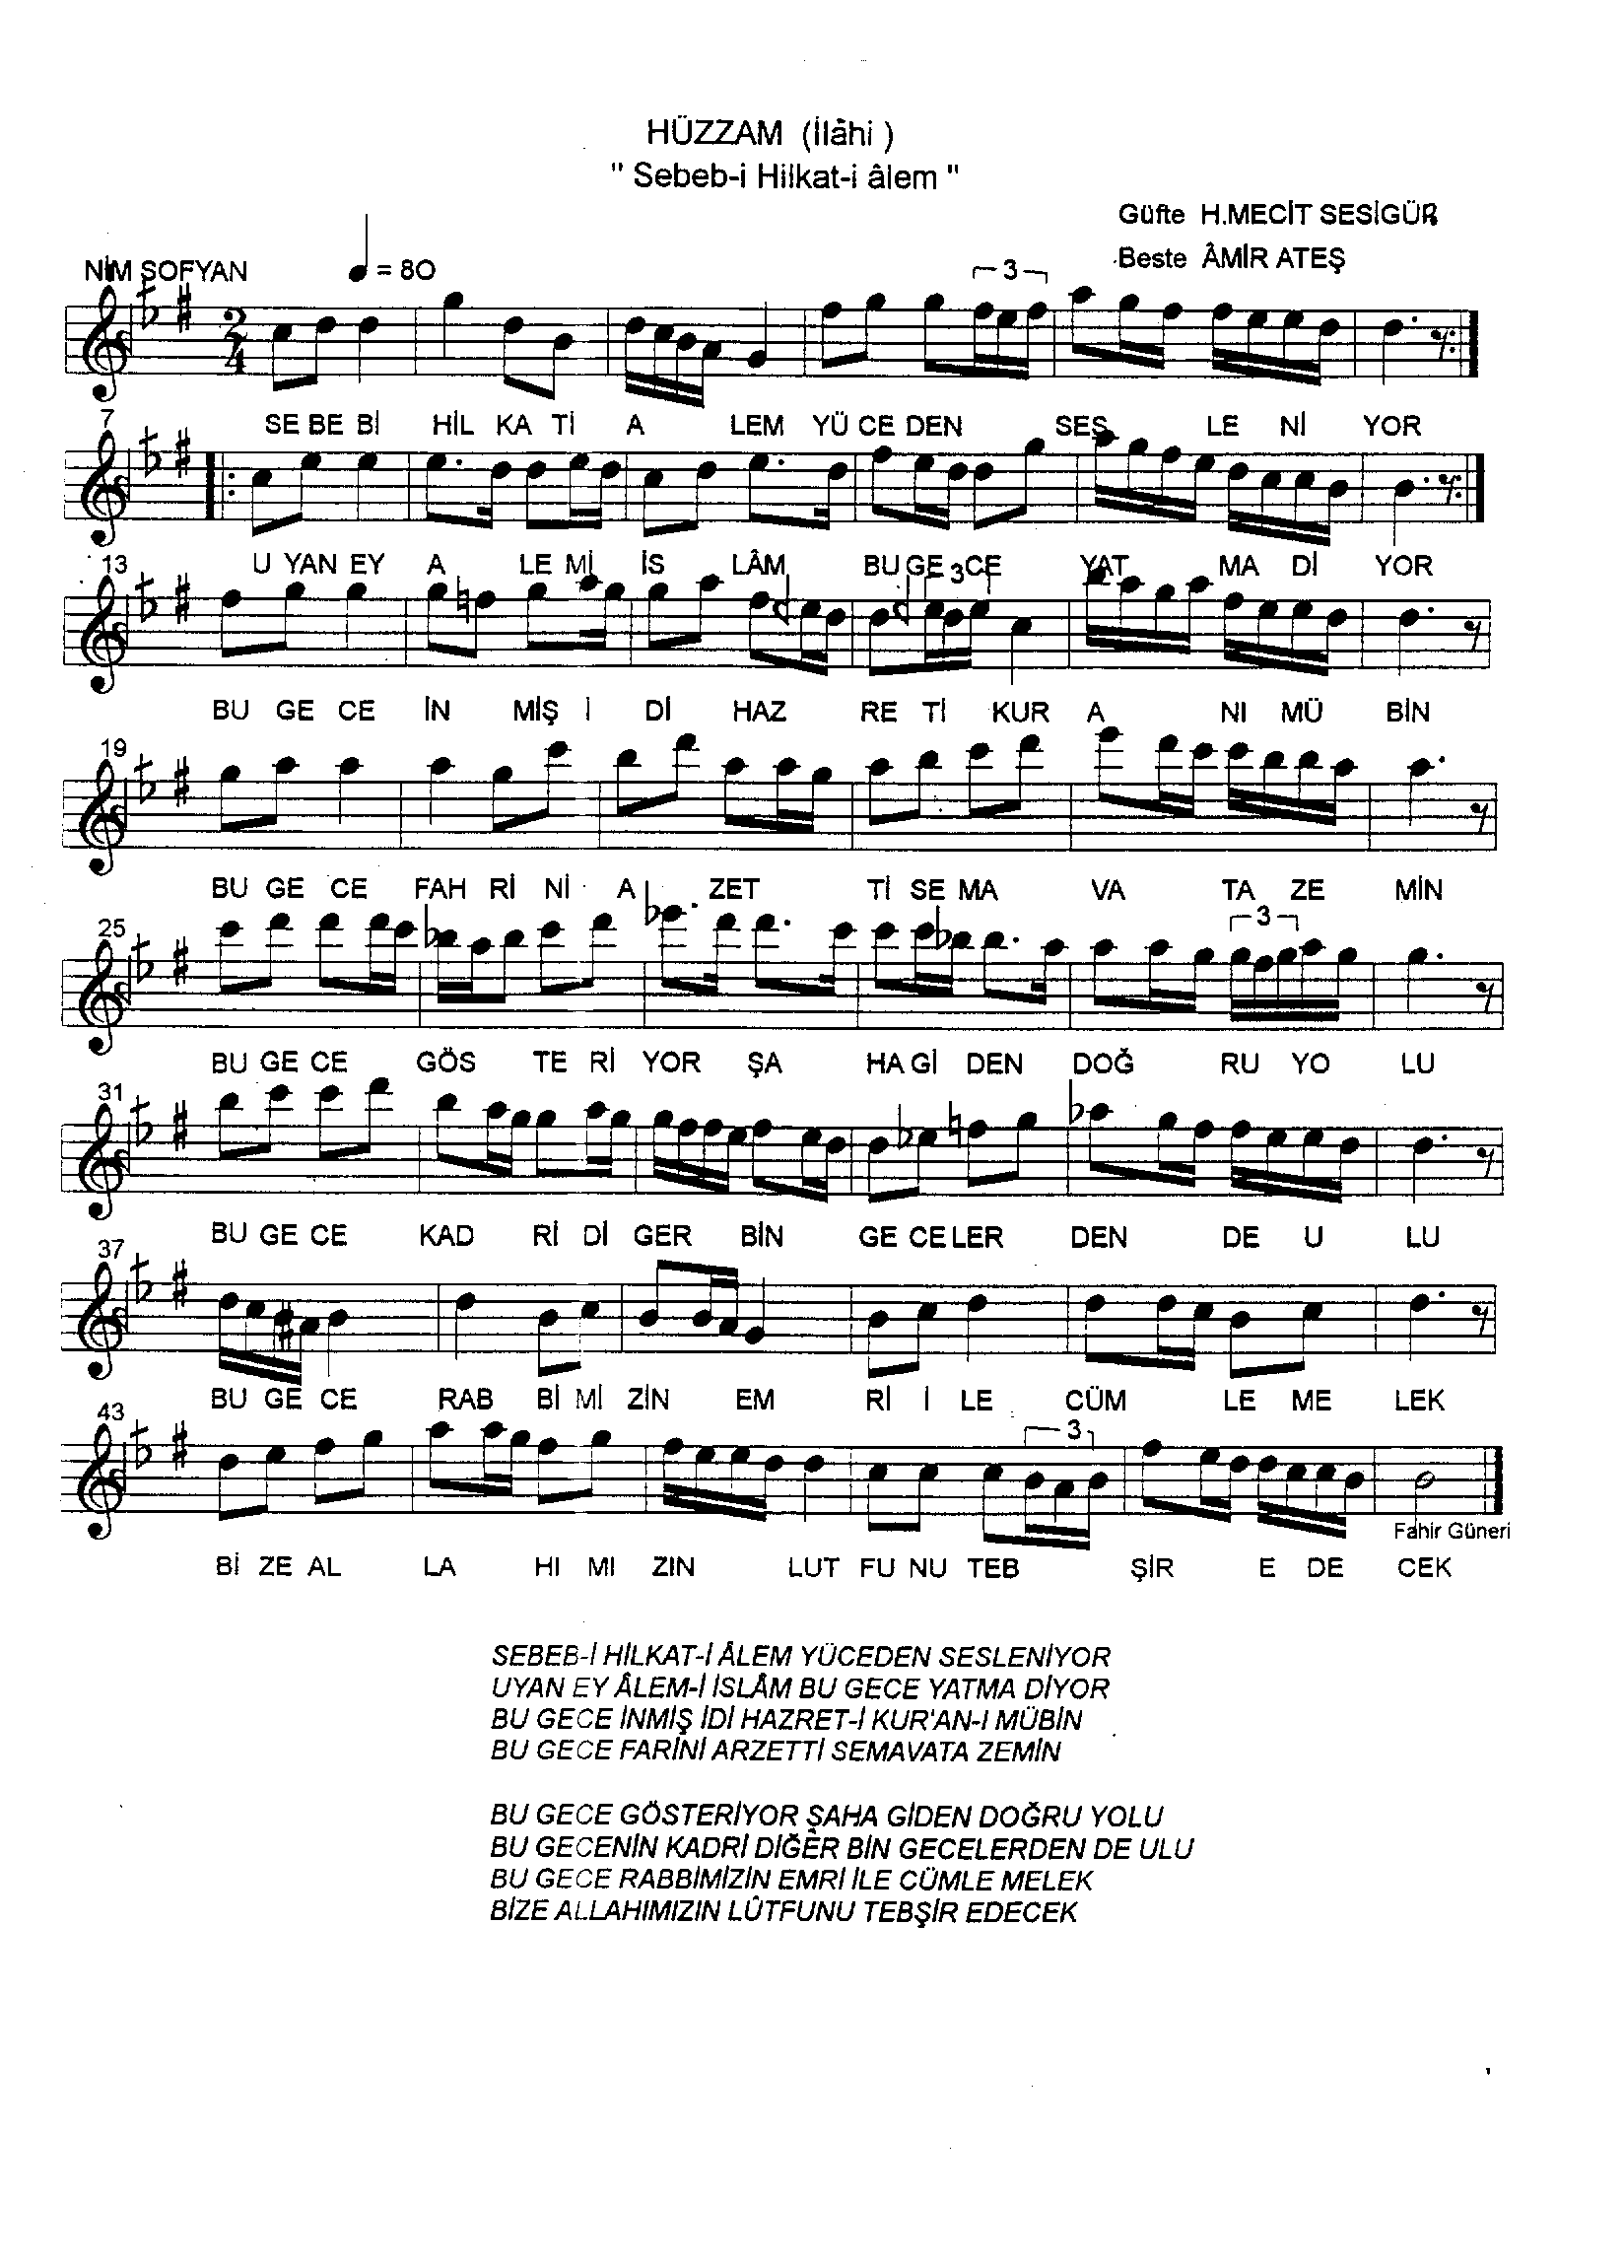 HÜZZAM (İlâhi )
" Sebeb-i Hilkat-i âlem "
Güfte H.MECİT SESİGÜR
NİM SOFYAN = 80 Beste ÂMİR ATEŞ
3
2
4
SE BE Bİ HİL KA Tİ A LEM YÜ CE DEN SES LE Nİ YOR
7
U YAN EY A LE Mİ İS LÂM BU GE CE YAT MA Dİ YOR
13
3
BU GE CE İN MİŞ İ Dİ HAZ RE Tİ KUR A NI MÜ BİN
19
BU GE CE FAH Rİ Nİ A ZET Tİ SE MA VA TA ZE MİN
25
3
BU GE CE GÖS TE Rİ YOR ŞA HA Gİ DEN DOĞ RU YO LU
31
BU GE CE KAD Rİ Dİ GER BİN GE CE LER DEN DE U LU
37
BU GE CE RAB Bİ Mİ ZİN EM Rİ İ LE CÜM LE ME LEK
43
3
Fahir Güneri
Bİ ZE AL LA HI MI ZIN LUT FU NU TEB ŞİR E DE CEK
SEBEB-İ HİLKAT-İ ÂLEM YÜCEDEN SESLENİYOR
UYAN EY ÂLEM-İ İSLÂM BU GECE YATMA DİYOR
BU GECE İNMİŞ İDİ HAZRET-İ KUR'AN-I MÜBİN
BU GECE FARİNİ ARZETTİ SEMAVATA ZEMİN
BU GECE GÖSTERİYOR ŞAHA GİDEN DOĞRU YOLU
BU GECENİN KADRİ DİĞER BİN GECELERDEN DE ULU
BU GECE RABBİMİZİN EMRİ İLE CÜMLE MELEK
BİZE ALLAHIMIZIN LÛTFUNU TEBŞİR EDECEK